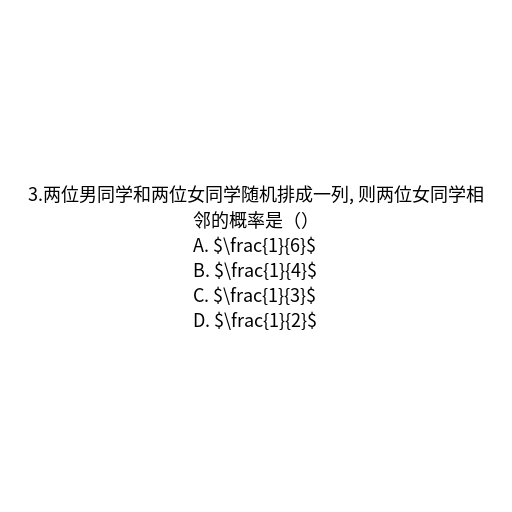 3.两位男同学和两位女同学随机排成一列, 则两位女同学相
邻的概率是（）
A. $\frac{1}{6}$
B. $\frac{1}{4}$
C. $\frac{1}{3}$
D. $\frac{1}{2}$